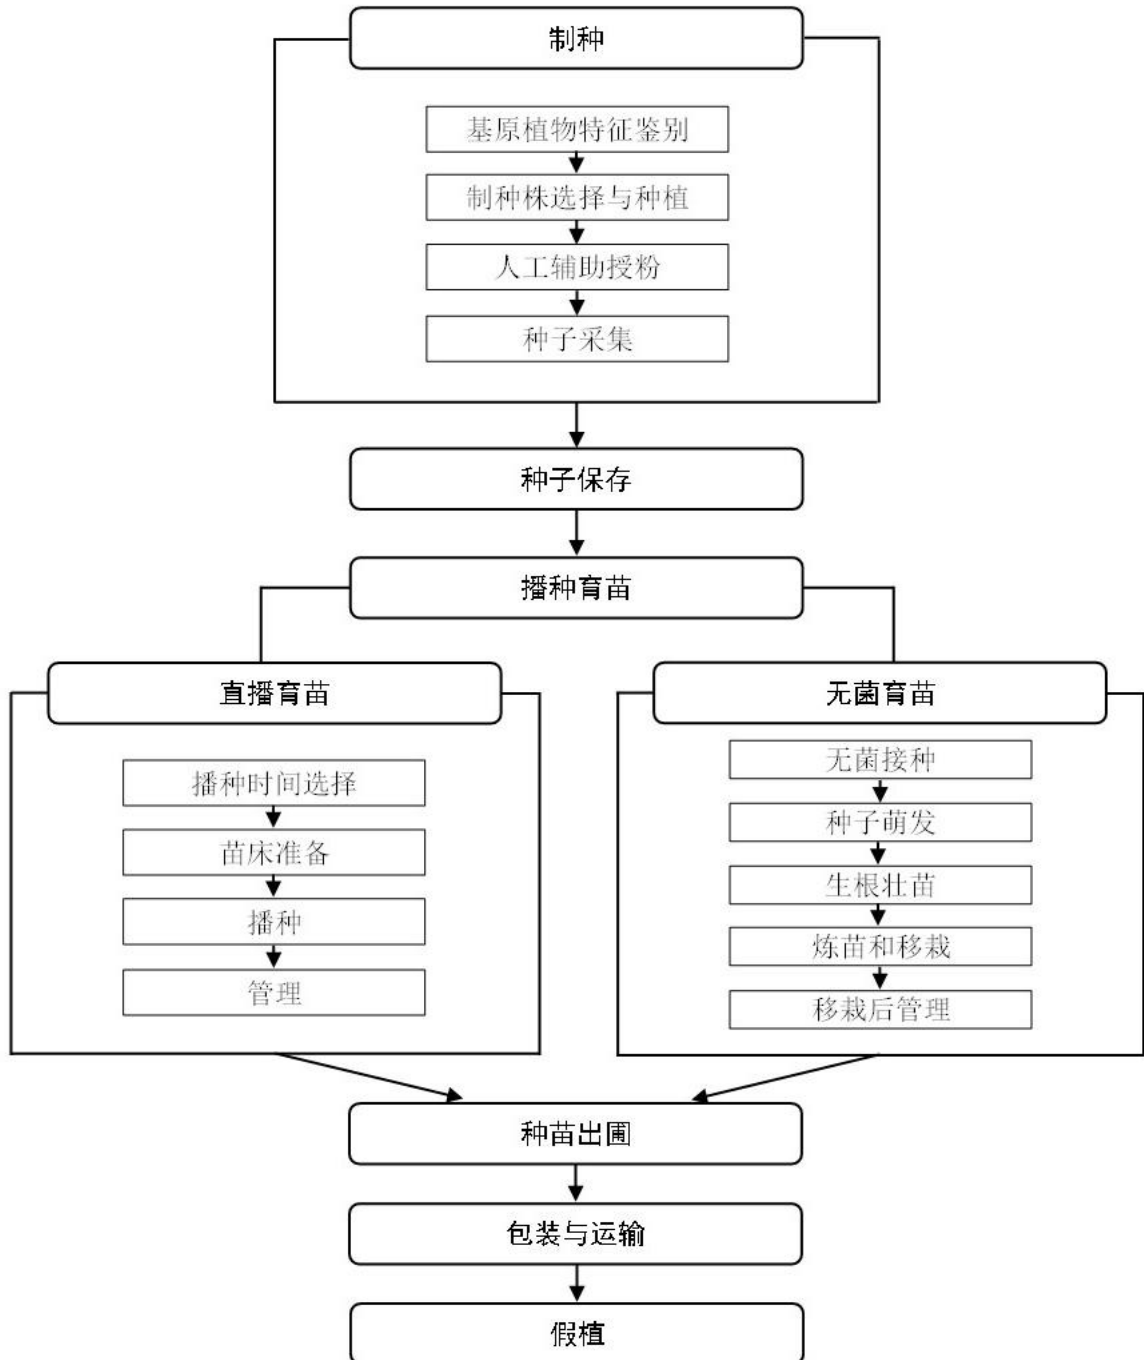 制种
基原植物特征鉴别
制种株选择与种植
人工辅助授粉
种子采集
种子保存
播种育苗
直播育苗
播种时间选择
苗床准备
播种
管理
无菌育苗
无菌接种
种子萌发
生根壮苗
炼苗和移栽
移栽后管理
种苗出圃
包装与运输
假植